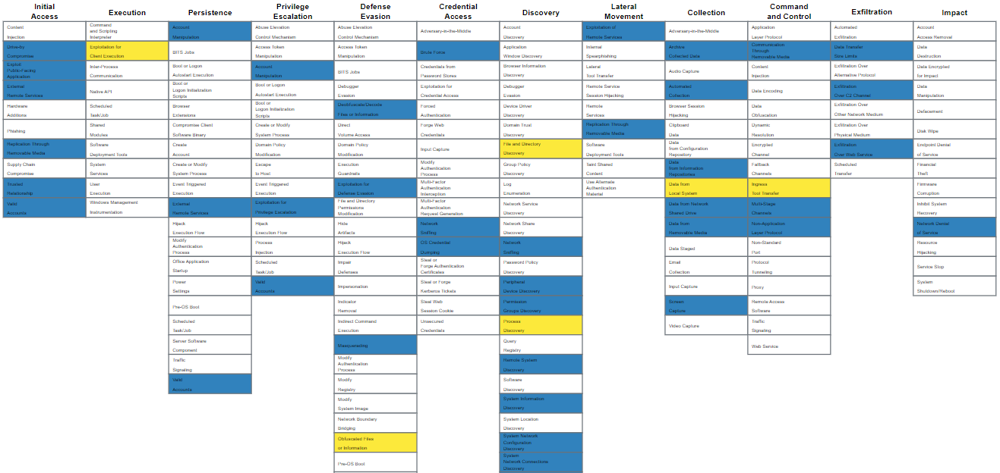 Initial
Access
Execution
Persistence
Privilege
Escalation
Defense
Evasion
Credential
Access
Discovery
Lateral
Movement
Collection
Command
and Control
Exfiltration
Impact
Content
Injection
Drive-by
Compromise
Exploit
Public-Facing
Application
External
Remote Services
Hardware
Additions
Phishing
Replication Through
Removable Media
Supply Chain
Compromise
Trusted
Relationship
Valid
Accounts
Command
and Scripting
Interpreter
Exploitation for
Client Execution
Inter-Process
Communication
Native API
Scheduled
Task/Job
Shared
Modules
Software
Deployment Tools
System
Services
User
Execution
Windows Management
Instrumentation
Account
Manipulation
BITS Jobs
Boot or Logon
Autostart Execution
Boot or
Logon Initialization
Scripts
Browser
Extensions
Compromise Client
Software Binary
Create
Account
Create or Modify
System Process
Event Triggered
Execution
External
Remote Services
Hijack
Execution Flow
Modify
Authentication
Process
Office Application
Startup
Power
Settings
Pre-OS Boot
Scheduled
Task/Job
Server Software
Component
Traffic
Signaling
Valid
Accounts
Abuse Elevation
Control Mechanism
Access Token
Manipulation
Account
Manipulation
Boot or Logon
Autostart Execution
Boot or
Logon Initialization
Scripts
Create or Modify
System Process
Domain Policy
Modification
Escape
to Host
Event Triggered
Execution
Exploitation for
Privilege Escalation
Hijack
Execution Flow
Process
Injection
Scheduled
Task/Job
Valid
Accounts
Abuse Elevation
Control Mechanism
Access Token
Manipulation
BITS Jobs
Debugger
Evasion
Deobfuscate/Decode
Files or Information
Direct
Volume Access
Domain Policy
Modification
Execution
Guardrails
Exploitation for
Defense Evasion
File and Directory
Permissions
Modification
Hide
Artifacts
Hijack
Execution Flow
Impair
Defenses
Impersonation
Indicator
Removal
Indirect Command
Execution
Masquerading
Modify
Authentication
Process
Modify
Registry
Modify
System Image
Network Boundary
Bridging
Obfuscated Files
or Information
Pre-OS Boot
Adversary-in-the-Middle
Brute Force
Credentials from
Password Stores
Exploitation for
Credential Access
Forced
Authentication
Forge Web
Credentials
Input Capture
Modify
Authentication
Process
Multi-Factor
Authentication
Interception
Multi-Factor
Authentication
Request Generation
Network
Sniffing
OS Credential
Dumping
Steal or
Forge Authentication
Certificates
Steal or Forge
Kerberos Tickets
Steal Web
Session Cookie
Unsecured
Credentials
Account
Discovery
Application
Window Discovery
Browser Information
Discovery
Debugger
Evasion
Device Driver
Discovery
Domain Trust
Discovery
File and Directory
Discovery
Group Policy
Discovery
Log
Enumeration
Network Service
Discovery
Network Share
Discovery
Network
Sniffing
Password Policy
Discovery
Peripheral
Device Discovery
Permission
Groups Discovery
Process
Discovery
Query
Registry
Remote System
Discovery
Software
Discovery
System Information
Discovery
System Location
Discovery
System Network
Configuration
Discovery
System
Network Connections
Discovery
Exploitation of
Remote Services
Internal
Spearphishing
Lateral
Tool Transfer
Remote Service
Session Hijacking
Remote
Services
Replication Through
Removable Media
Software
Deployment Tools
Taint Shared
Content
Use Alternate
Authentication
Material
Adversary-in-the-Middle
Archive
Collected Data
Audio Capture
Automated
Collection
Browser Session
Hijacking
Clipboard
Data
Data
from Configuration
Repository
Data
from Information
Repositories
Data from
Local System
Data from Network
Shared Drive
Data from
Removable Media
Data Staged
Email
Collection
Input Capture
Screen
Capture
Video Capture
Application
Layer Protocol
Communication
Through
Removable Media
Content
Injection
Data Encoding
Data
Obfuscation
Dynamic
Resolution
Encrypted
Channel
Fallback
Channels
Ingress
Tool Transfer
Multi-Stage
Channels
Non-Application
Layer Protocol
Non-Standard
Port
Protocol
Tunneling
Proxy
Remote Access
Software
Traffic
Signaling
Web Service
Automated
Exfiltration
Data Transfer
Size Limits
Exfiltration Over
Alternative Protocol
Exfiltration
Over C2 Channel
Exfiltration Over
Other Network Medium
Exfiltration Over
Physical Medium
Exfiltration
Over Web Service
Scheduled
Transfer
Account
Access Removal
Data
Destruction
Data Encrypted
for Impact
Data
Manipulation
Defacement
Disk Wipe
Endpoint Denial
of Service
Financial
Theft
Firmware
Corruption
Inhibit System
Recovery
Network Denial
of Service
Resource
Hijacking
Service Stop
System
Shutdown/Reboot